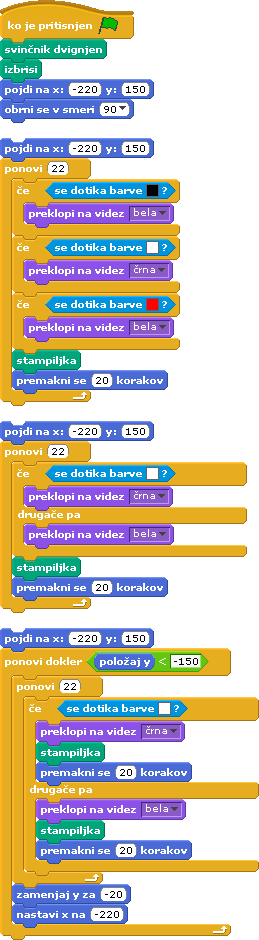 ko je pritisnjen
svinčnik dvignjen
izbrisi
pojdi na x: -220 y: 150
obrni se v smeri 90
pojdi na x: -220 y: 150
ponovi 22
če se dotika barve ?
preklopi na videz bela
če se dotika barve ?
preklopi na videz črna
če se dotika barve ?
preklopi na videz bela
stampiljka
premakni se 20 korakov
pojdi na x: -220 y: 150
ponovi 22
če se dotika barve ?
preklopi na videz črna
drugače pa
preklopi na videz bela
stampiljka
premakni se 20 korakov
pojdi na x: -220 y: 150
ponovi dokler položaj y < -150
ponovi 22
če se dotika barve ?
preklopi na videz črna
stampiljka
premakni se 20 korakov
drugače pa
preklopi na videz bela
stampiljka
premakni se 20 korakov
zamenjaj y za -20
nastavi x na -220